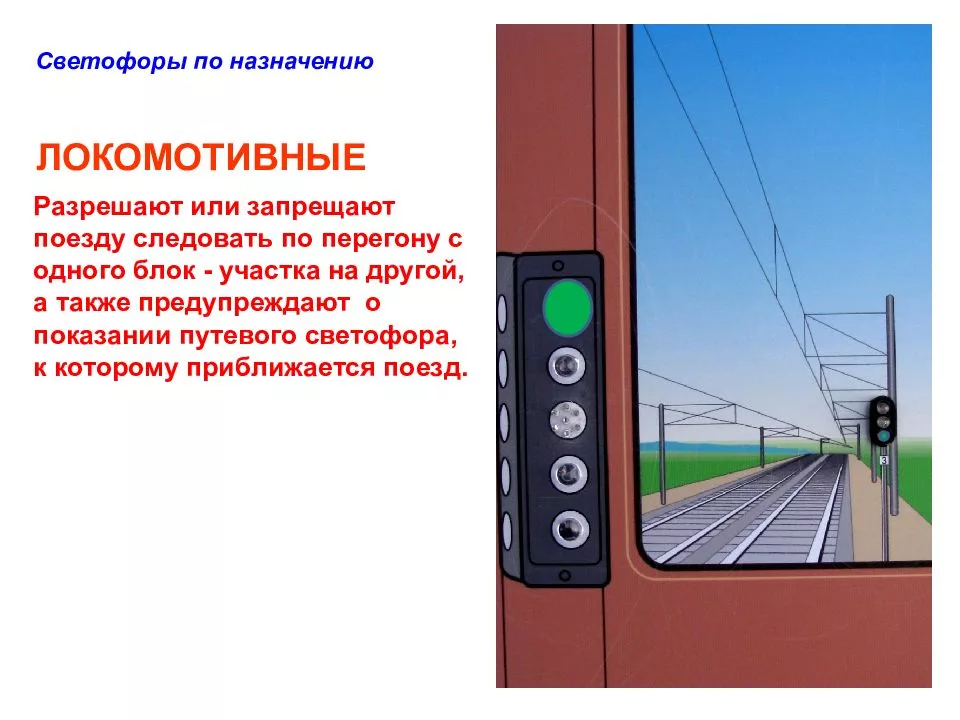 Светофоры по назначению
ЛОКОМОТИВНЫЕ
Разрешают или запрещают
поезду следовать по перегону с
одного блок - участка на другой,
а также предупреждают о
показании путевого светофора,
к которому приближается поезд.
3